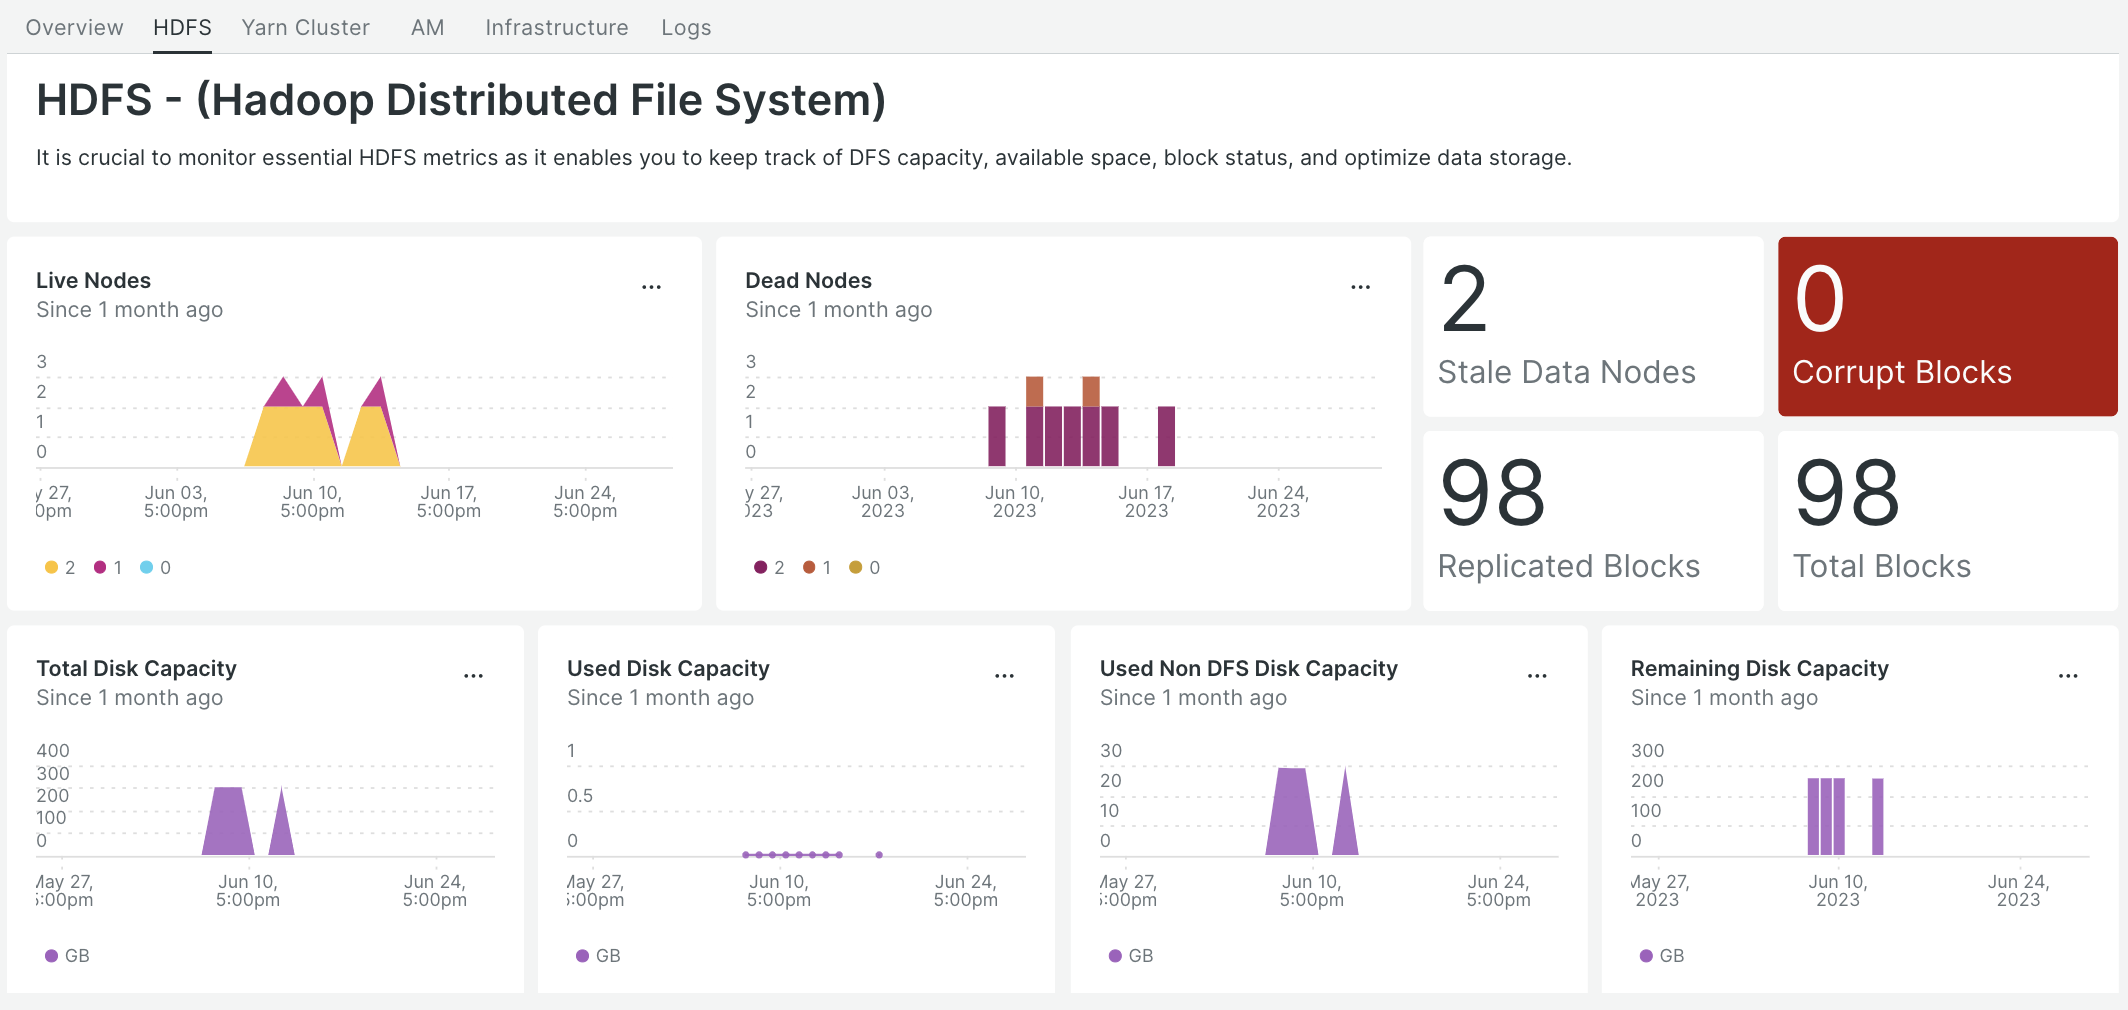 Overview HDFS Yarn Cluster AM Infrastructure Logs
HDFS - (Hadoop Distributed File System)
It is crucial to monitor essential HDFS metrics as it enables you to keep track of DFS capacity, available space, block status, and optimize data storage.
Live Nodes
Since 1 month ago
3
2
1
0
y 27, Jun 03, Jun 10, Jun 17, Jun 24,
0pm 5:00pm 5:00pm 5:00pm 5:00pm
2 1 0
Dead Nodes
Since 1 month ago
3
2
1
0
y 27, Jun 03, Jun 10, Jun 17, Jun 24,
023 2023 2023 2023 2023
2 1 0
2
Stale Data Nodes
0
Corrupt Blocks
98
Replicated Blocks
98
Total Blocks
Total Disk Capacity
Since 1 month ago
400
300
200
100
0
May 27, Jun 10, Jun 24,
5:00pm 5:00pm 5:00pm
GB
Used Disk Capacity
Since 1 month ago
1
0.5
0
May 27, Jun 10, Jun 24,
5:00pm 5:00pm 5:00pm
GB
Used Non DFS Disk Capacity
Since 1 month ago
30
20
10
0
May 27, Jun 10, Jun 24,
5:00pm 5:00pm 5:00pm
GB
Remaining Disk Capacity
Since 1 month ago
300
200
100
0
May 27, Jun 10, Jun 24,
2023 2023 2023
GB